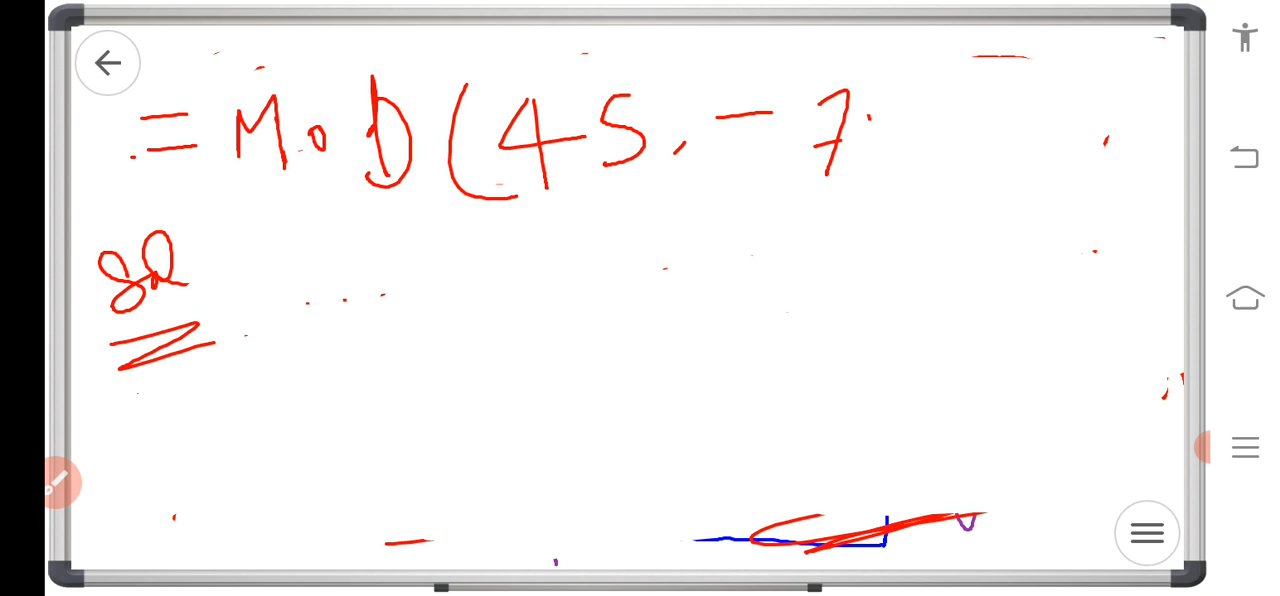 = MOD(45, -7
Sol